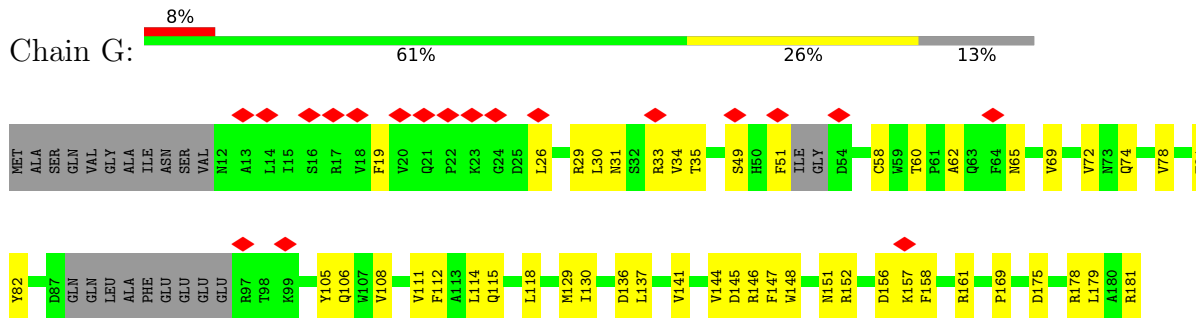 8%
Chain G:
61% 26% 13%
MET ALA SER GLN VAL GLY ALA ILE ASN SER VAL N12 A13 L14 I15 S16 R17 V18 F19 V20 Q21 P22 K23 G24 D25 L26 R29 L30 N31 S32 R33 V34 T35 S49 H50 F51 ILE GLY D54 C58 W59 T60 P61 A62 Q63 F64 N65 V69 V72 N73 Q74 V78
Y82 D87 GLN GLN LEU ALA PHE GLU GLU GLU GLU R97 T98 K99 Y105 Q106 W107 V108 V111 F112 A113 L114 Q115 L118 M129 I130 D136 L137 V141 V144 D145 R146 F147 W148 N151 R152 D156 K157 F158 R161 P169 D175 R178 L179 A180 R181